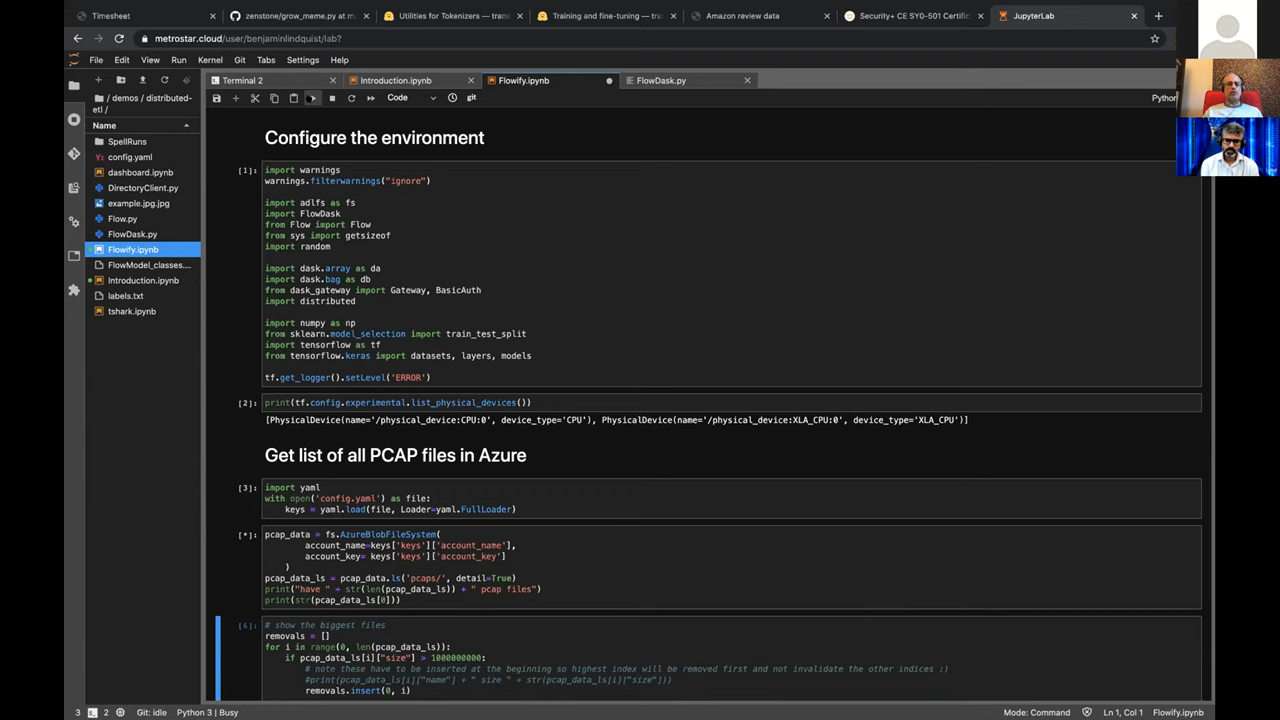 Timesheet
zenstone/grow_meme.py at m
Utilities for Tokenizers — trans
Training and fine-tuning — tra
Amazon review data
Security+ CE SY0-501 Certific
JupyterLab
metrostar.cloud/user/benjaminlindquist/lab?
File Edit View Run Kernel Git Tabs Settings Help
Terminal 2
Introduction.ipynb
Flowify.ipynb
FlowDask.py
/ demos / distributed-
etl /
Code
git
Python
Name
SpellRuns
config.yaml
dashboard.ipynb
DirectoryClient.py
example.jpg.jpg
Flow.py
FlowDask.py
Flowify.ipynb
FlowModel_classes....
Introduction.ipynb
labels.txt
tshark.ipynb
Configure the environment
[1]:
import warnings
warnings.filterwarnings("ignore")
import adlfs as fs
import FlowDask
from Flow import Flow
from sys import getsizeof
import random
import dask.array as da
import dask.bag as db
from dask_gateway import Gateway, BasicAuth
import distributed
import numpy as np
from sklearn.model_selection import train_test_split
import tensorflow as tf
from tensorflow.keras import datasets, layers, models
tf.get_logger().setLevel('ERROR')
[2]:
print(tf.config.experimental.list_physical_devices())
[PhysicalDevice(name='/physical_device:CPU:0', device_type='CPU'), PhysicalDevice(name='/physical_device:XLA_CPU:0', device_type='XLA_CPU')]
Get list of all PCAP files in Azure
[3]:
import yaml
with open('config.yaml') as file:
keys = yaml.load(file, Loader=yaml.FullLoader)
[*]:
pcap_data = fs.AzureBlobFileSystem(
account_name=keys['keys']['account_name'],
account_key= keys['keys']['account_key']
)
pcap_data_ls = pcap_data.ls('pcaps/', detail=True)
print("have " + str(len(pcap_data_ls)) + " pcap files")
print(str(pcap_data_ls[0]))
[6]:
# show the biggest files
removals = []
for i in range(0, len(pcap_data_ls)):
if pcap_data_ls[i]["size"] > 1000000000:
# note these have to be inserted at the beginning so highest index will be removed first and not invalidate the other indices :)
#print(pcap_data_ls[i]["name"] + " size " + str(pcap_data_ls[i]["size"]))
removals.insert(0, i)
3
2
Git: idle
Python 3 | Busy
Mode: Command
Ln 1, Col 1
Flowify.ipynb